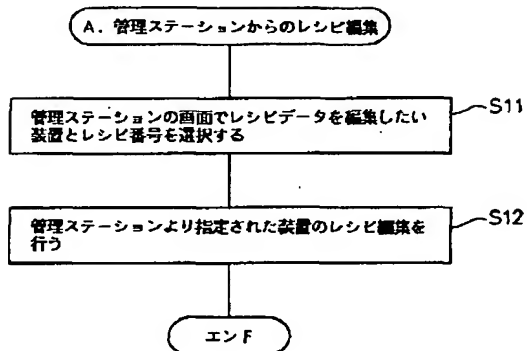 A．管理ステーションからのレシピ編集
管理ステーションの画面でレシピデータを編集したい
装置とレシピ番号を選択する
S11
管理ステーションより指定された装置のレシピ編集を
行う
S12
エンド